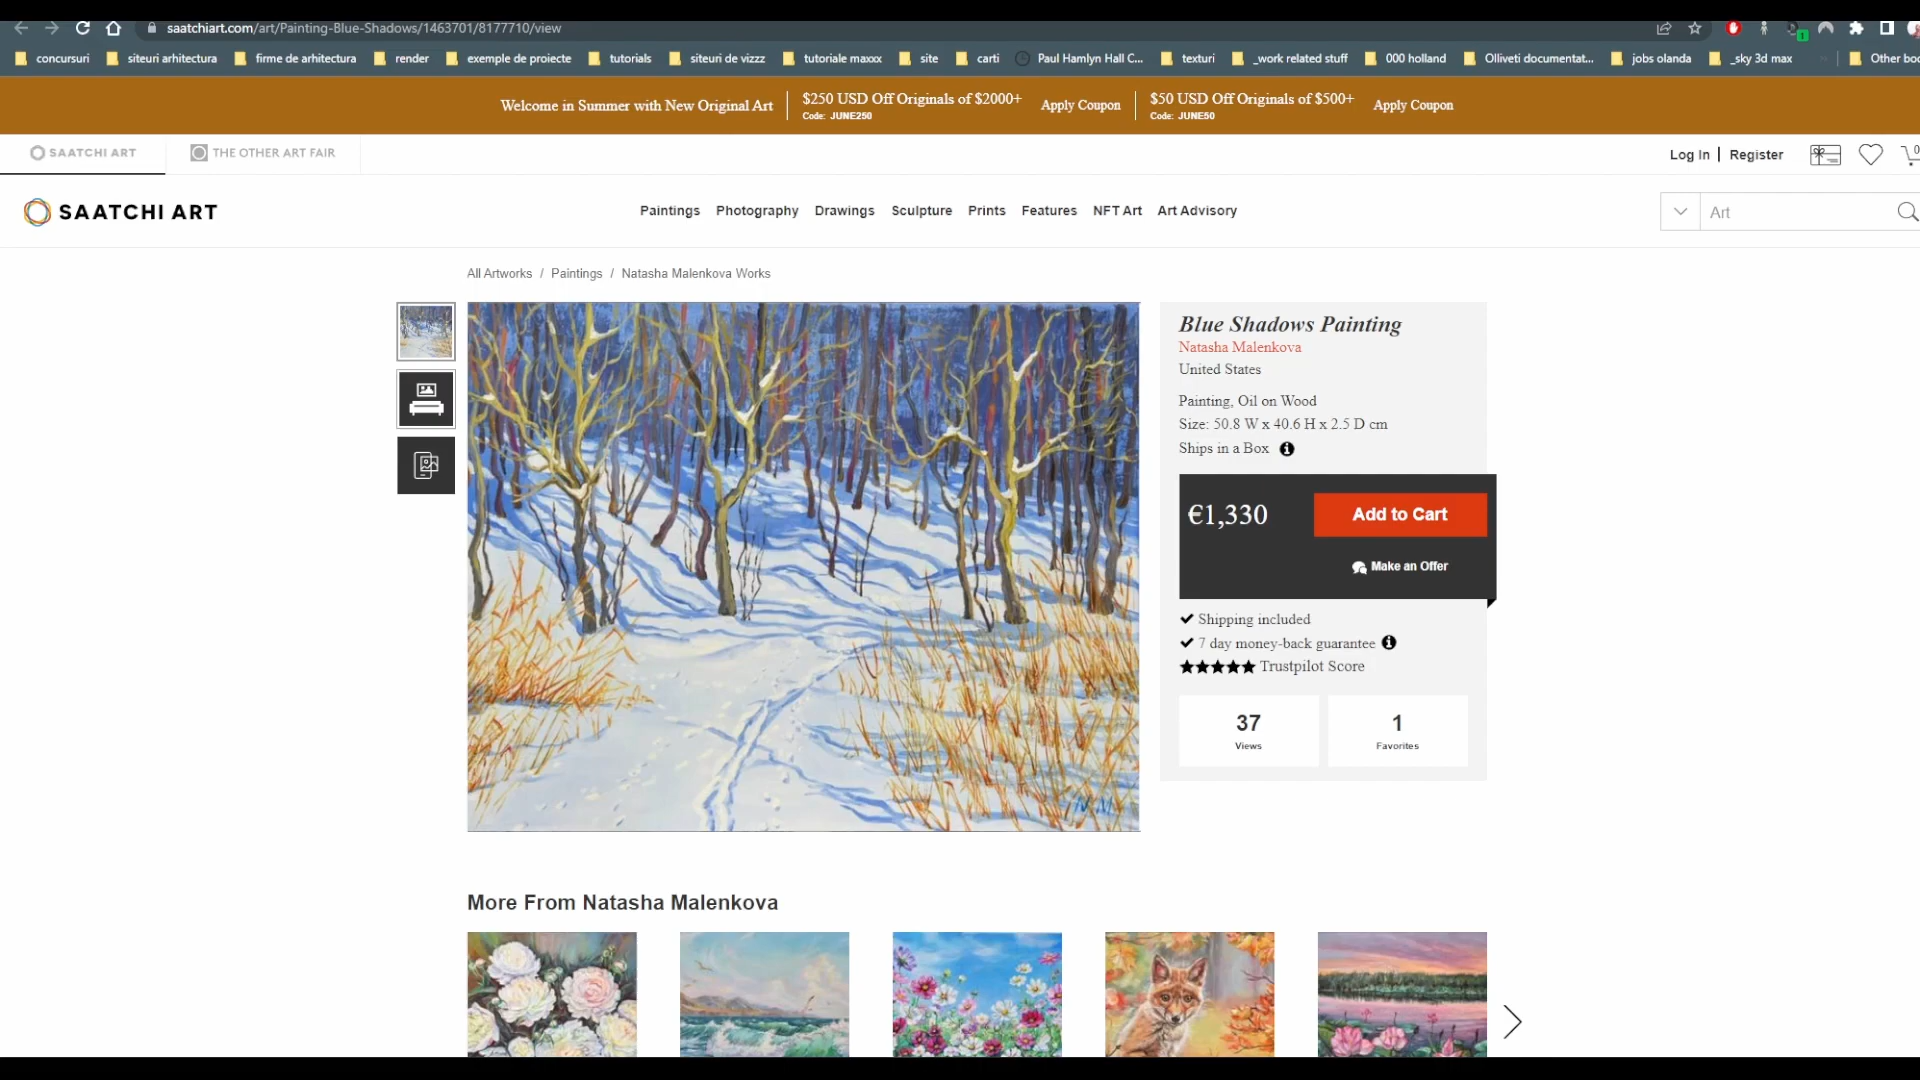 saatchiart.com/art/Painting-Blue-Shadows/1463701/8177710/view
concursuri siteuri arhitectura firme de arhitectura render exemple de proiecte tutorials siteuri de vizzz tutoriale maxxx site carti Paul Hamlyn Hall C... texturi _work related stuff 000 holland Olliveti documentat... jobs olanda _sky 3d max Other boo
Welcome in Summer with New Original Art $250 USD Off Originals of $2000+ Apply Coupon $50 USD Off Originals of $500+ Apply Coupon
Code: JUNE250 Code: JUNE50
SAATCHI ART THE OTHER ART FAIR Log In | Register 0
SAATCHI ART Paintings Photography Drawings Sculpture Prints Features NFT Art Art Advisory Art
All Artworks / Paintings / Natasha Malenkova Works
Blue Shadows Painting
Natasha Malenkova
United States
Painting, Oil on Wood
Size: 50.8 W x 40.6 H x 2.5 D cm
Ships in a Box
€1,330 Add to Cart
Make an Offer
Shipping included
7 day money-back guarantee
Trustpilot Score
37 1
Views Favorites
More From Natasha Malenkova